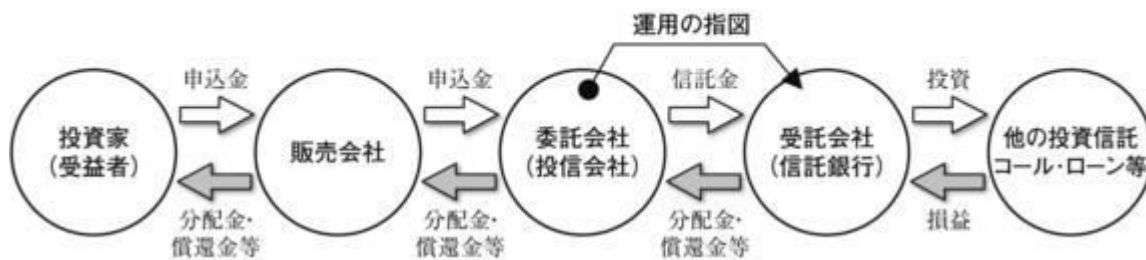 運用の指図
申込金
申込金
信託金
投資
投資家
(受益者)
販売会社
委託会社
(投信会社)
受託会社
(信託銀行)
他の投資信託
コール・ローン等
分配金・
償還金等
分配金・
償還金等
分配金・
償還金等
損益